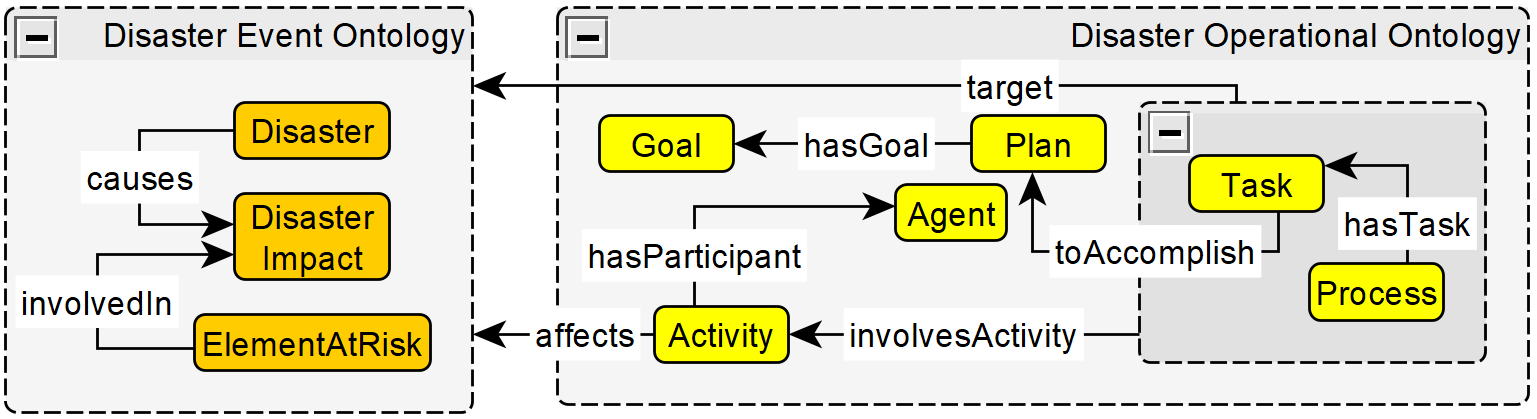 Disaster Event Ontology
Disaster
causes
Disaster
Impact
involvedIn
ElementAtRisk
Disaster Operational Ontology
target
Goal
hasGoal
Plan
Task
Agent
hasTask
hasParticipant
toAccomplish
Process
affects
Activity
involvesActivity